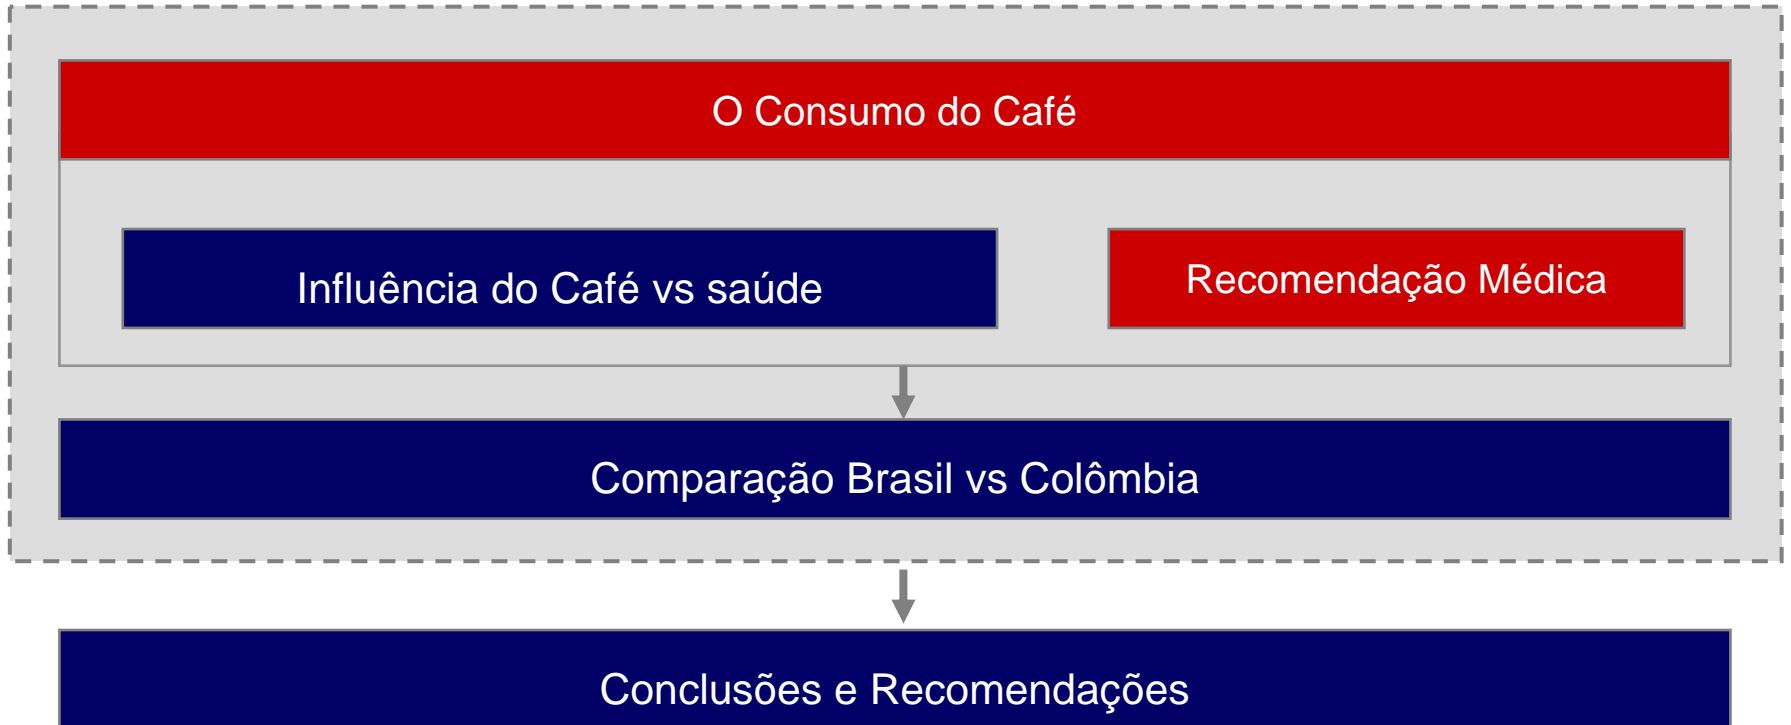 O Consumo do Café
Influência do Café vs saúde
Recomendação Médica
Comparação Brasil vs Colômbia
Conclusões e Recomendações